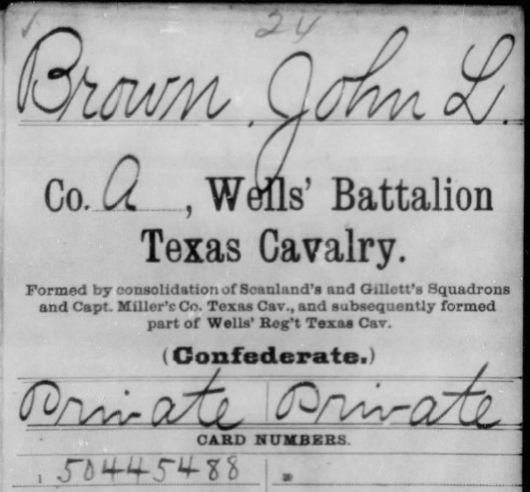 24
Brown, John L.
Co. A, Wells' Battalion
Texas Cavalry.
Formed by consolidation of Scanland's and Gillett's Squadrons
and Capt. Miller's Co. Texas Cav., and subsequently formed
part of Wells' Reg't Texas Cav.
(Confederate.)
Private Private
CARD NUMBERS.
1 50445488